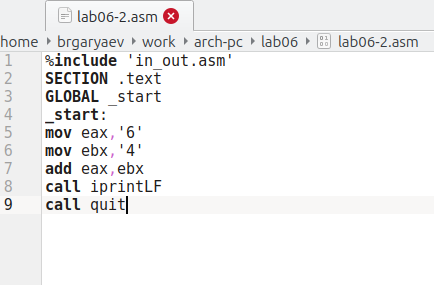 lab06-2.asm
home brgaryaev work arch-pc lab06 lab06-2.asm
1 %include 'in_out.asm'
2 SECTION .text
3 GLOBAL _start
4 _start:
5 mov eax,'6'
6 mov ebx,'4'
7 add eax,ebx
8 call iprintLF
9 call quit